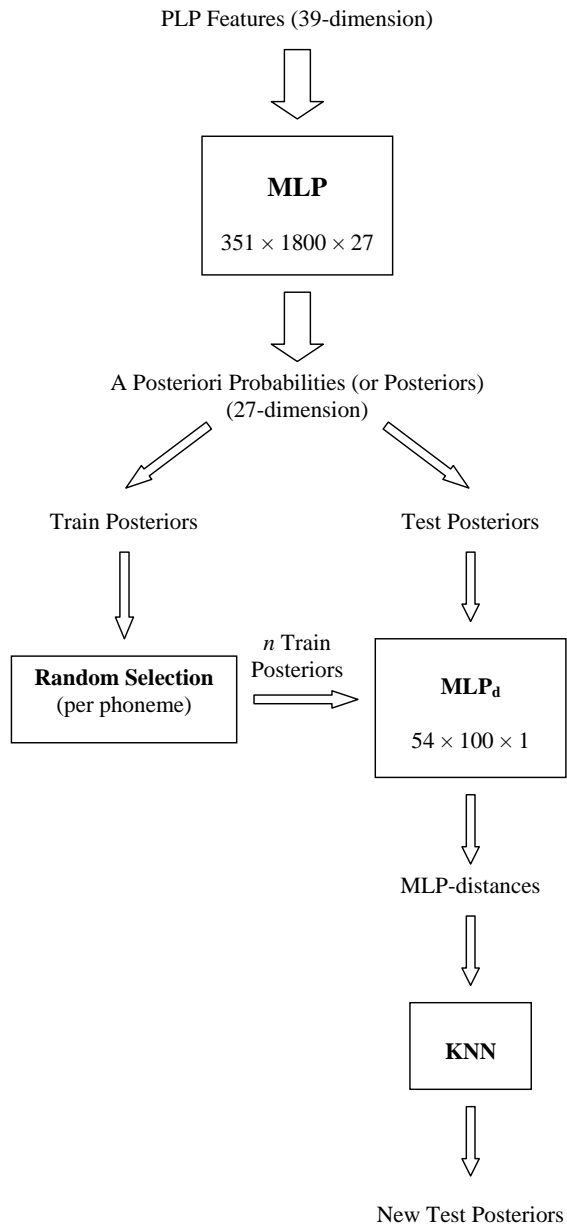 PLP Features (39-dimension)
MLP
351 × 1800 × 27
A Posteriori Probabilities (or Posteriors)
(27-dimension)
Train Posteriors
Test Posteriors
Random Selection
(per phoneme)
n Train
Posteriors
MLPd
54 × 100 × 1
MLP-distances
KNN
New Test Posteriors